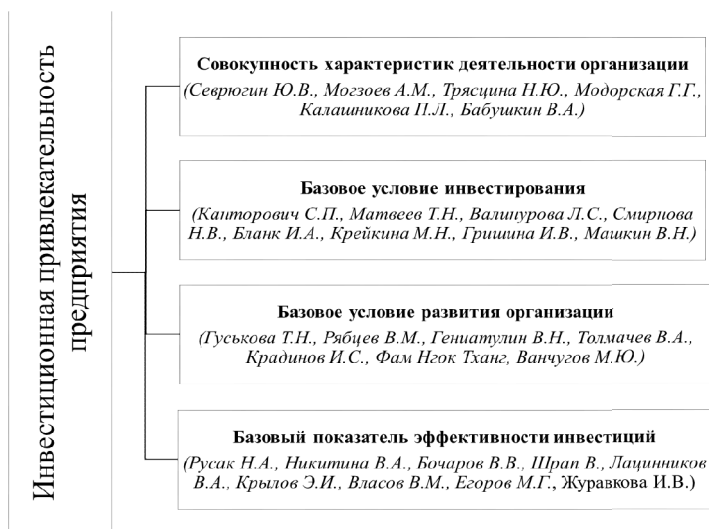 Инвестиционная привлекательность
предприятия
Совокупность характеристик деятельности организации
(Севрюгин Ю.В., Могзоев А.М., Трясцина Н.Ю., Модорская Г.Г.,
Калашникова П.Л., Бабушкин В.А.)
Базовое условие инвестирования
(Капторович С.П., Матвеев Т.Н., Валинурова Л.С., Смирнова
Н.В., Бланк И.А., Крейкина М.Н., Гришина И.В., Машкин В.Н.)
Базовое условие развития организации
(Гуськова Т.Н., Рябцев В.М., Гениатулин В.Н., Толмачев В.А.,
Крадинов И.С., Фам Нгок Тханг, Ванчугов М.Ю.)
Базовый показатель эффективности инвестиций
(Русак Н.А., Никитина В.А., Бочаров В.В., Шрап В., Лацинников
В.А., Крылов Э.И., Власов В.М., Егоров М.Г., Журавкова И.В.)